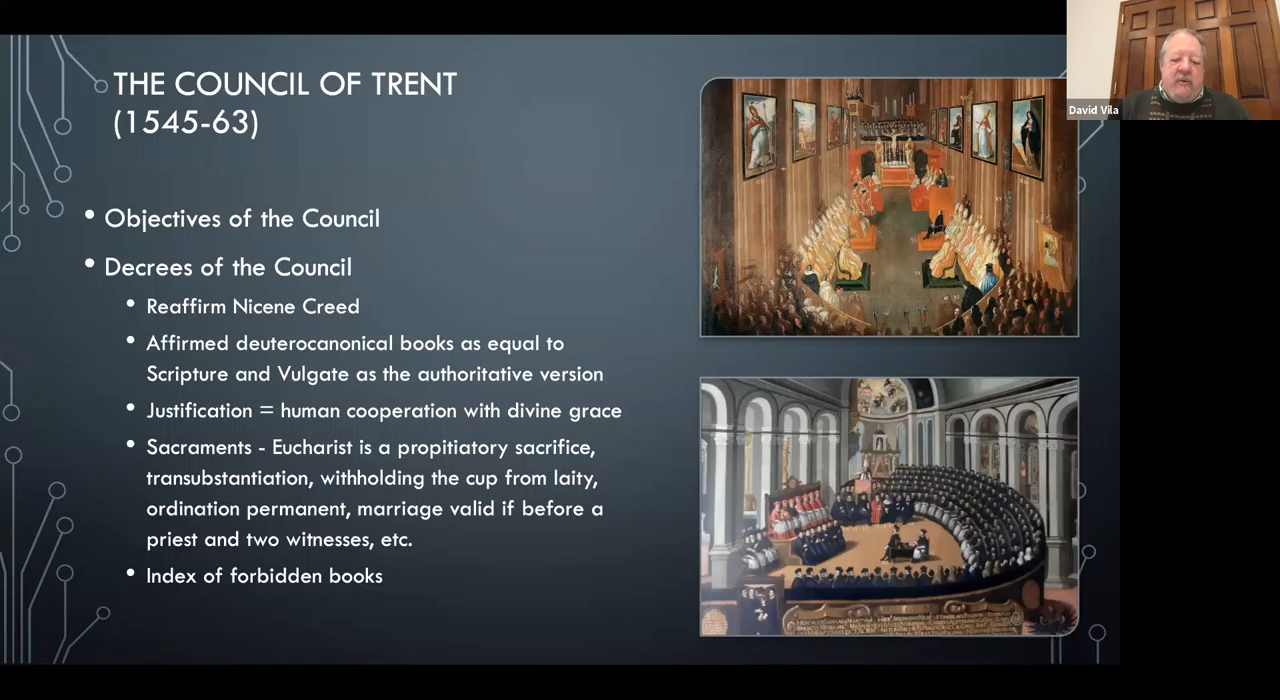 THE COUNCIL OF TRENT
(1545-63)
• Objectives of the Council
• Decrees of the Council
• Reaffirm Nicene Creed
• Affirmed deuterocanonical books as equal to
Scripture and Vulgate as the authoritative version
• Justification = human cooperation with divine grace
• Sacraments - Eucharist is a propitiatory sacrifice,
transubstantiation, withholding the cup from laity,
ordination permanent, marriage valid if before a
priest and two witnesses, etc.
• Index of forbidden books
David Vila